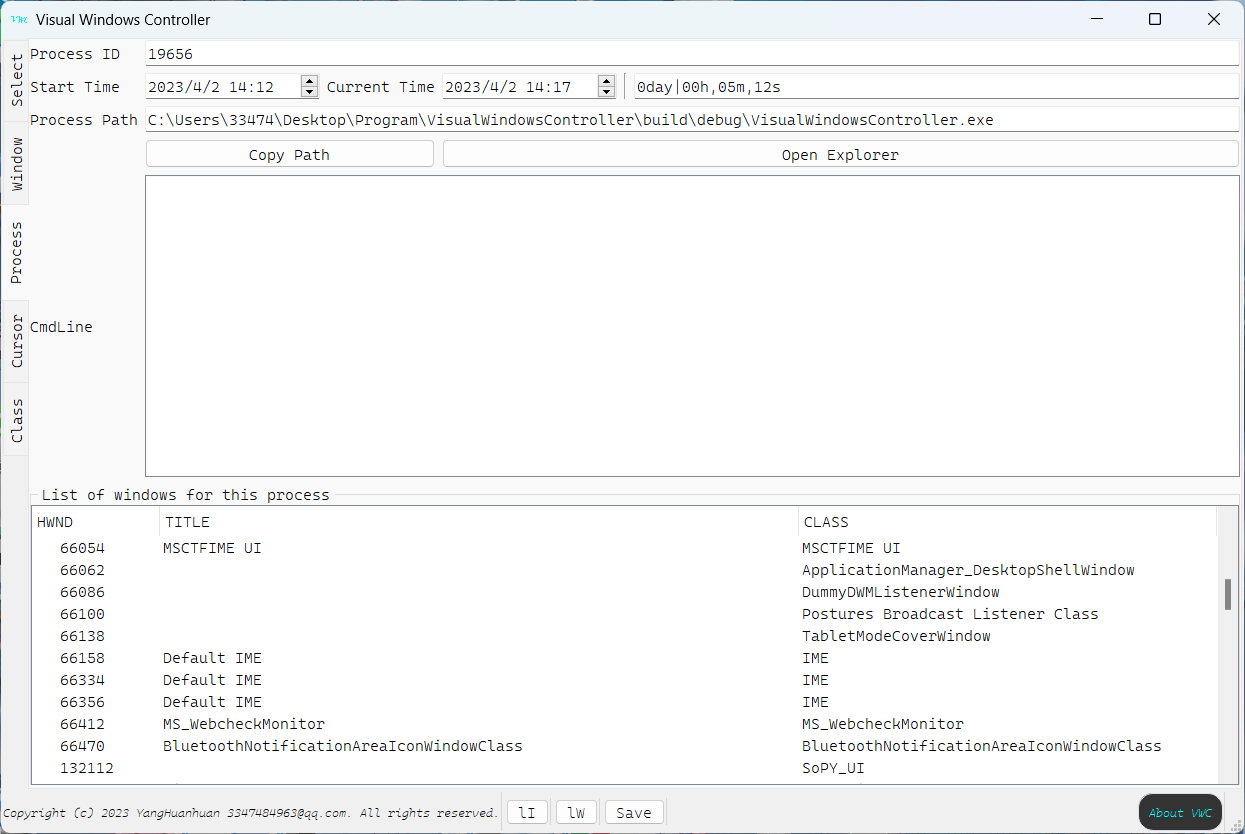 VWC Visual Windows Controller
Select
Window
Process
Cursor
Class
Process ID 19656
Start Time 2023/4/2 14:12 Current Time 2023/4/2 14:17 0day|00h,05m,12s
Process Path C:\Users\33474\Desktop\Program\VisualWindowsController\build\debug\VisualWindowsController.exe
Copy Path Open Explorer
CmdLine
List of windows for this process
HWND TITLE CLASS
66054 MSCTFIME UI MSCTFIME UI
66062 ApplicationManager_DesktopShellWindow
66086 DummyDWMListenerWindow
66100 Postures Broadcast Listener Class
66138 TabletModeCoverWindow
66158 Default IME IME
66334 Default IME IME
66356 Default IME IME
66412 MS_WebcheckMonitor MS_WebcheckMonitor
66470 BluetoothNotificationAreaIconWindowClass BluetoothNotificationAreaIconWindowClass
132112 SoPY_UI
Copyright (c) 2023 YangHuanhuan 3347484963@qq.com. All rights reserved. lI lW Save About VWC